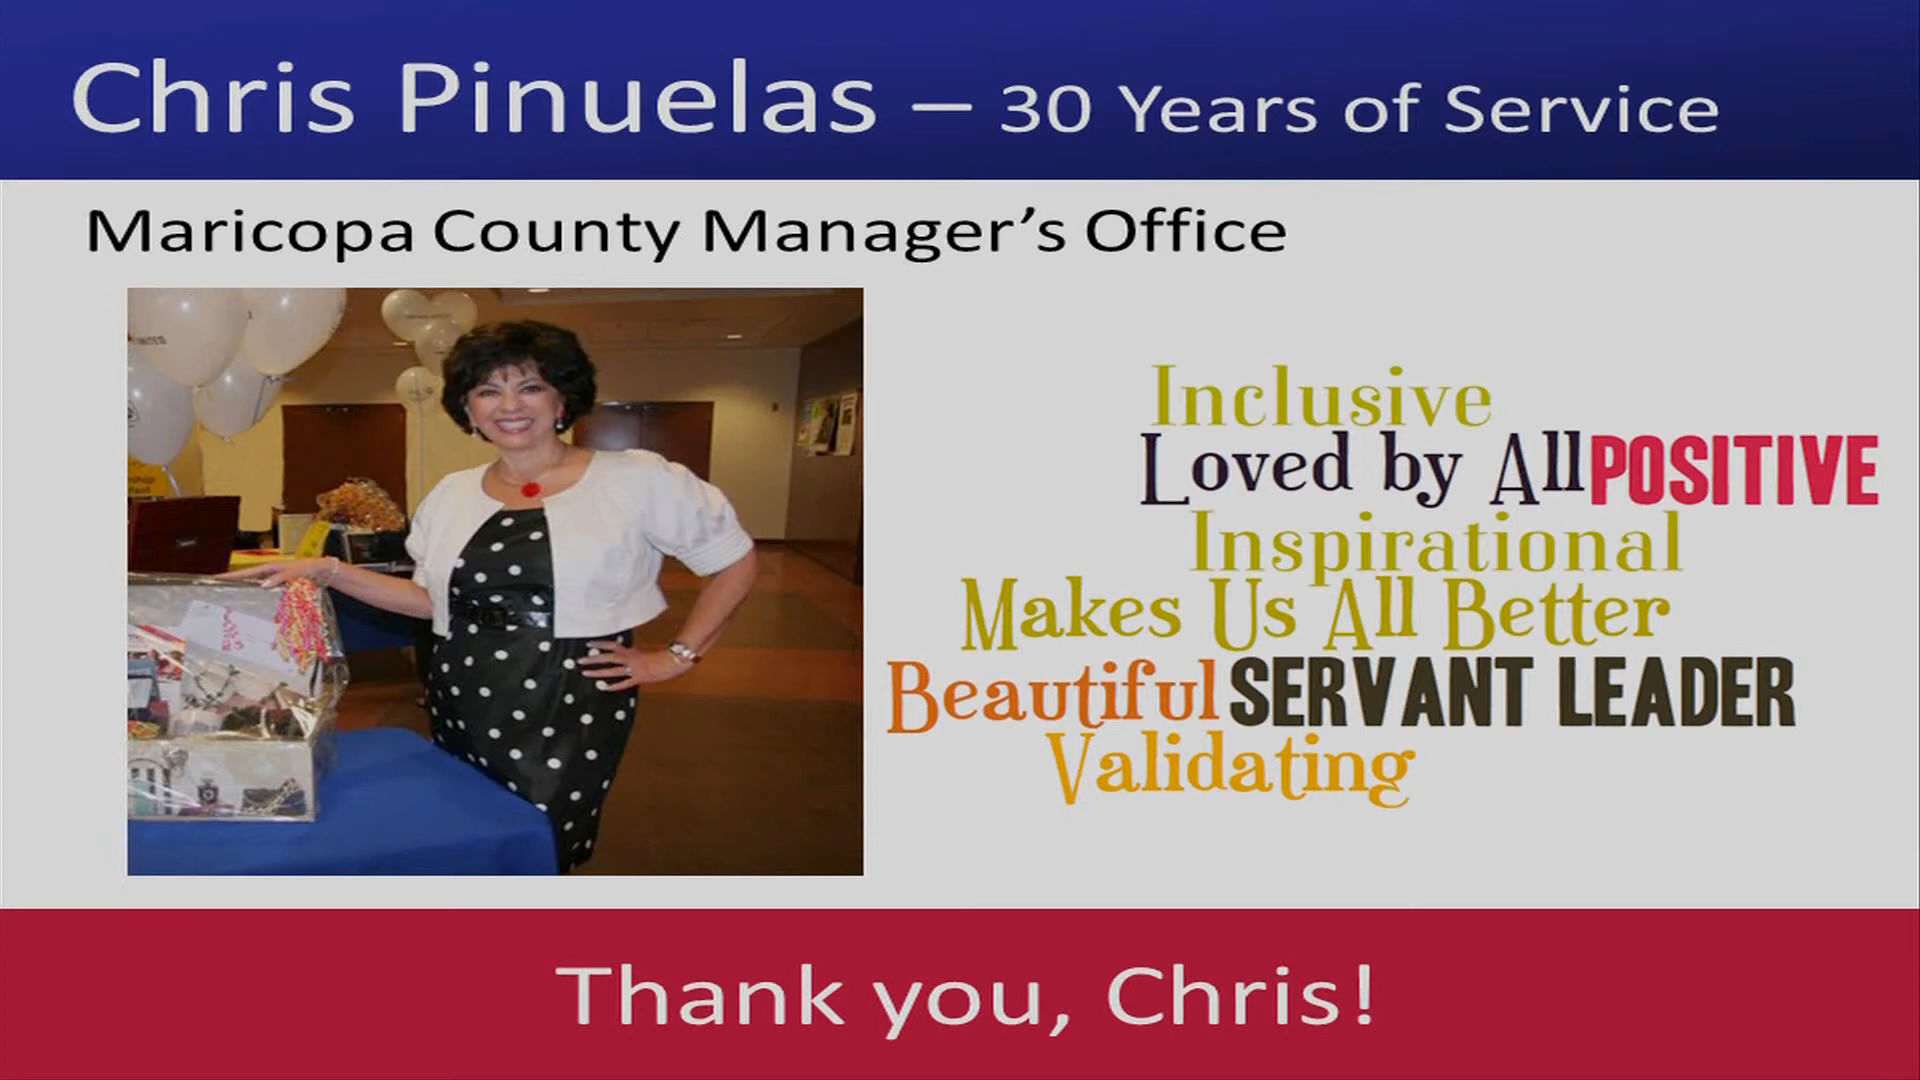 Chris Pinuelas – 30 Years of Service
Maricopa County Manager's Office
Inclusive
Loved by All POSITIVE
Inspirational
Makes Us All Better
Beautiful SERVANT LEADER
Validating
Thank you, Chris!